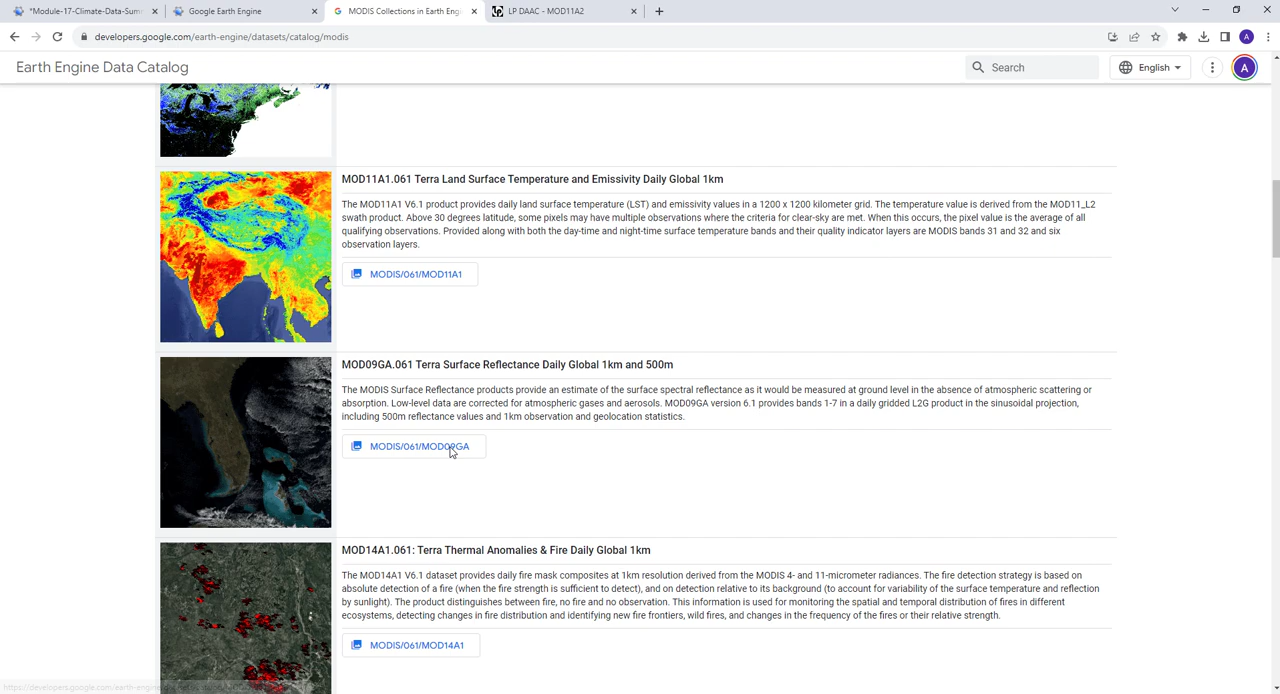 *Module-17-Climate-Data-Sum
Google Earth Engine
MODIS Collections in Earth Eng
LP DAAC - MOD11A2
developers.google.com/earth-engine/datasets/catalog/modis
A
Earth Engine Data Catalog
Search
English
A
MOD11A1.061 Terra Land Surface Temperature and Emissivity Daily Global 1km
The MOD11A1 V6.1 product provides daily land surface temperature (LST) and emissivity values in a 1200 x 1200 kilometer grid. The temperature value is derived from the MOD11_L2
swath product. Above 30 degrees latitude, some pixels may have multiple observations where the criteria for clear-sky are met. When this occurs, the pixel value is the average of all
qualifying observations. Provided along with both the day-time and night-time surface temperature bands and their quality indicator layers are MODIS bands 31 and 32 and six
observation layers.
MODIS/061/MOD11A1
MOD09GA.061 Terra Surface Reflectance Daily Global 1km and 500m
The MODIS Surface Reflectance products provide an estimate of the surface spectral reflectance as it would be measured at ground level in the absence of atmospheric scattering or
absorption. Low-level data are corrected for atmospheric gases and aerosols. MOD09GA version 6.1 provides bands 1-7 in a daily gridded L2G product in the sinusoidal projection,
including 500m reflectance values and 1km observation and geolocation statistics.
MODIS/061/MOD09GA
MOD14A1.061: Terra Thermal Anomalies & Fire Daily Global 1km
The MOD14A1 V6.1 dataset provides daily fire mask composites at 1km resolution derived from the MODIS 4- and 11-micrometer radiances. The fire detection strategy is based on
absolute detection of a fire (when the fire strength is sufficient to detect), and on detection relative to its background (to account for variability of the surface temperature and reflection
by sunlight). The product distinguishes between fire, no fire and no observation. This information is used for monitoring the spatial and temporal distribution of fires in different
ecosystems, detecting changes in fire distribution and identifying new fire frontiers, wild fires, and changes in the frequency of the fires or their relative strength.
MODIS/061/MOD14A1